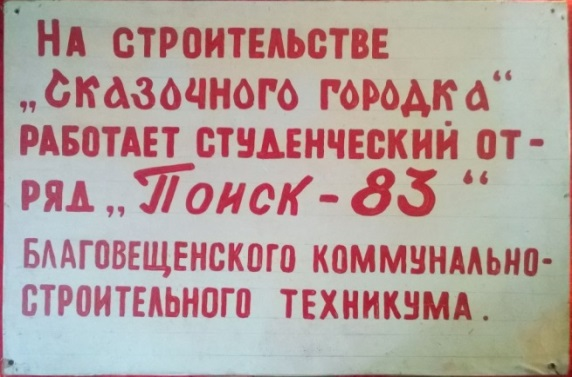 На строительстве
„Сказочного городка“
работает студенческий от-
ряд „Поиск-83“
Благовещенского коммунально-
строительного техникума.